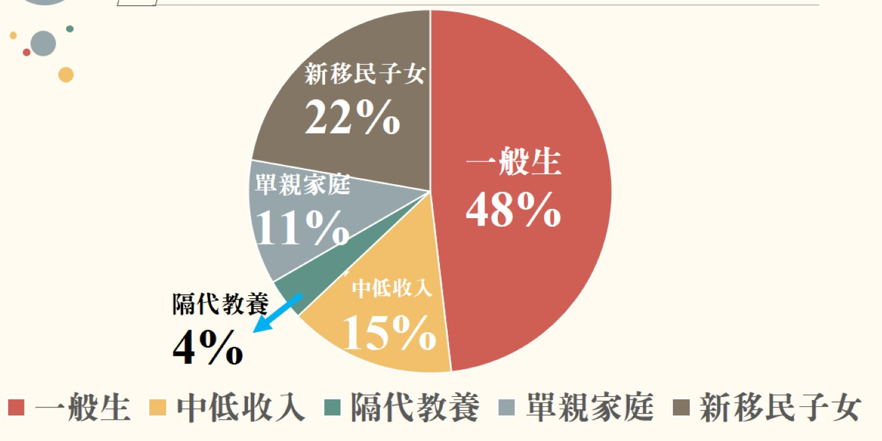 新移民子女
22%
一般生
48%
單親家庭
11%
中低收入
15%
隔代教養
4%
一般生 中低收入 隔代教養 單親家庭 新移民子女